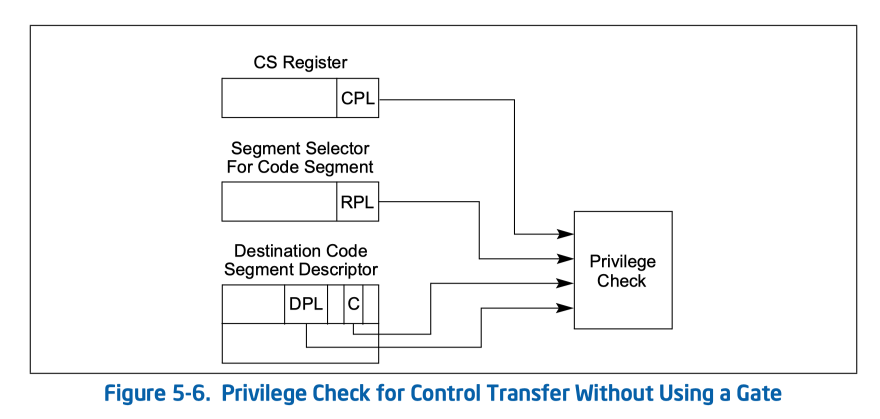 CS Register
CPL
Segment Selector
For Code Segment
RPL
Destination Code
Segment Descriptor
DPL
C
Privilege
Check
Figure 5-6. Privilege Check for Control Transfer Without Using a Gate